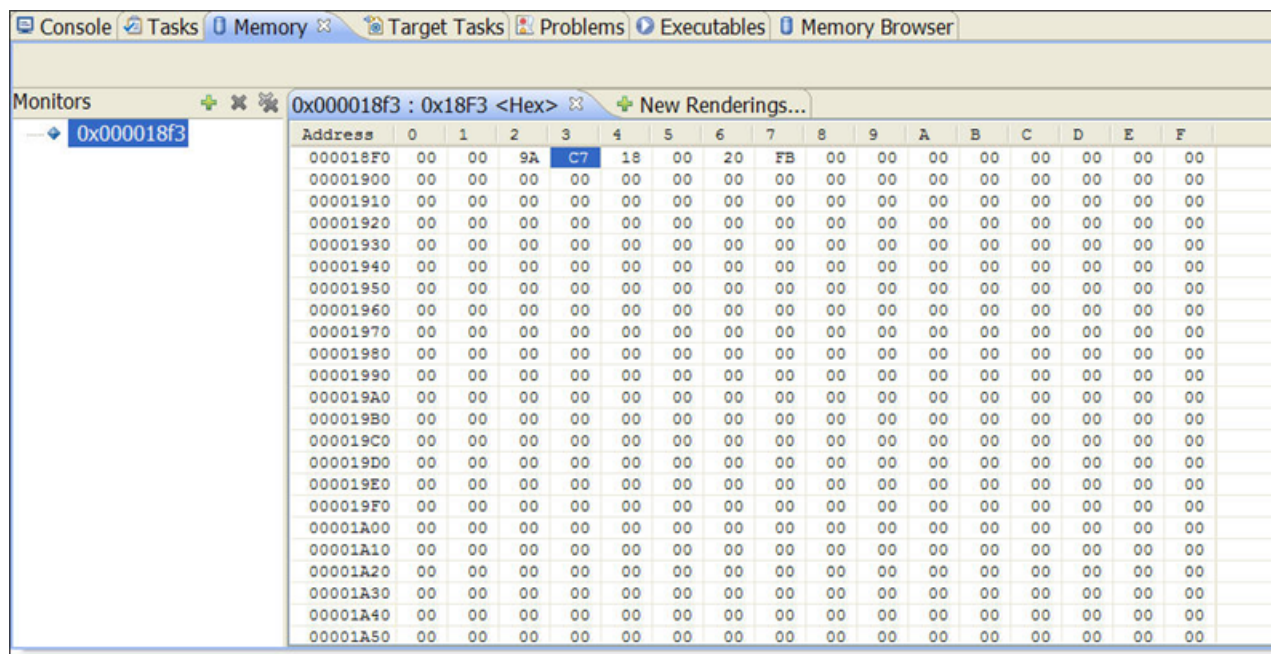 Console Tasks Memory Target Tasks Problems Executables Memory Browser
Monitors 0x000018f3 : 0x18F3 <Hex> New Renderings...
0x000018f3
Address 0 1 2 3 4 5 6 7 8 9 A B C D E F
000018F0 00 00 9A C7 18 00 20 FB 00 00 00 00 00 00 00 00
00001900 00 00 00 00 00 00 00 00 00 00 00 00 00 00 00 00
00001910 00 00 00 00 00 00 00 00 00 00 00 00 00 00 00 00
00001920 00 00 00 00 00 00 00 00 00 00 00 00 00 00 00 00
00001930 00 00 00 00 00 00 00 00 00 00 00 00 00 00 00 00
00001940 00 00 00 00 00 00 00 00 00 00 00 00 00 00 00 00
00001950 00 00 00 00 00 00 00 00 00 00 00 00 00 00 00 00
00001960 00 00 00 00 00 00 00 00 00 00 00 00 00 00 00 00
00001970 00 00 00 00 00 00 00 00 00 00 00 00 00 00 00 00
00001980 00 00 00 00 00 00 00 00 00 00 00 00 00 00 00 00
00001990 00 00 00 00 00 00 00 00 00 00 00 00 00 00 00 00
000019A0 00 00 00 00 00 00 00 00 00 00 00 00 00 00 00 00
000019B0 00 00 00 00 00 00 00 00 00 00 00 00 00 00 00 00
000019C0 00 00 00 00 00 00 00 00 00 00 00 00 00 00 00 00
000019D0 00 00 00 00 00 00 00 00 00 00 00 00 00 00 00 00
000019E0 00 00 00 00 00 00 00 00 00 00 00 00 00 00 00 00
000019F0 00 00 00 00 00 00 00 00 00 00 00 00 00 00 00 00
00001A00 00 00 00 00 00 00 00 00 00 00 00 00 00 00 00 00
00001A10 00 00 00 00 00 00 00 00 00 00 00 00 00 00 00 00
00001A20 00 00 00 00 00 00 00 00 00 00 00 00 00 00 00 00
00001A30 00 00 00 00 00 00 00 00 00 00 00 00 00 00 00 00
00001A40 00 00 00 00 00 00 00 00 00 00 00 00 00 00 00 00
00001A50 00 00 00 00 00 00 00 00 00 00 00 00 00 00 00 00